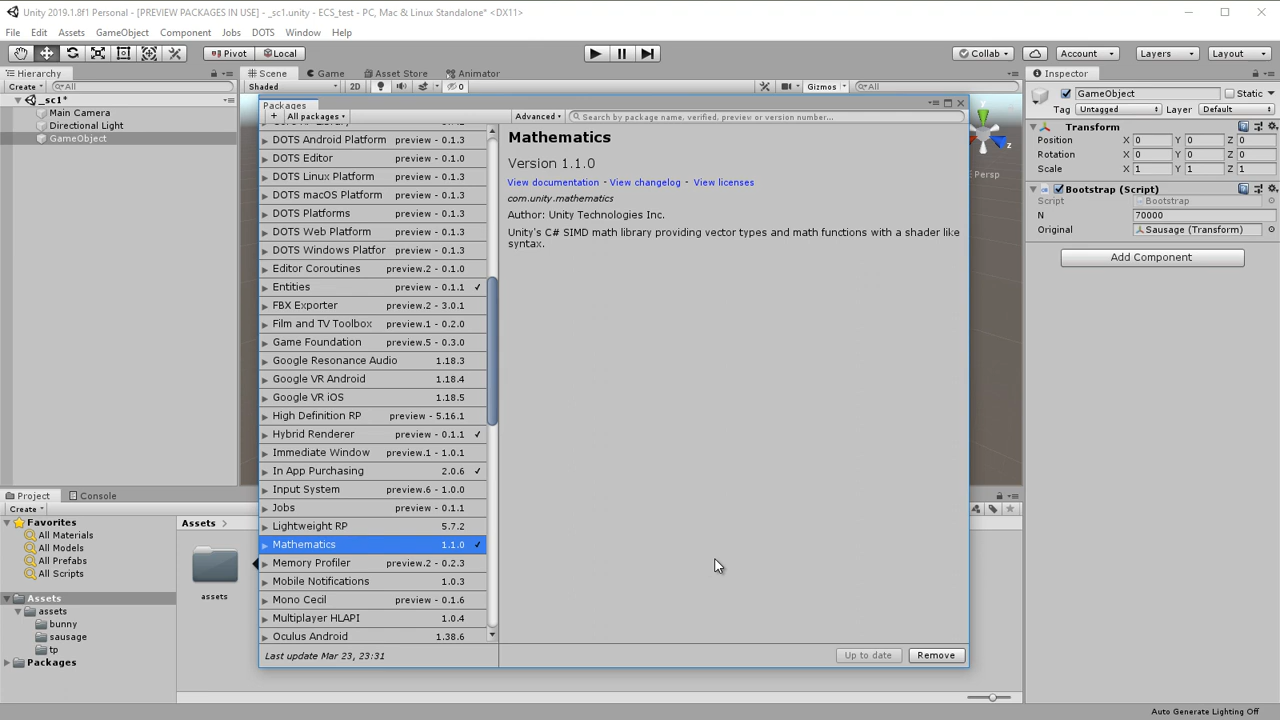 Unity 2019.1.8f1 Personal - [PREVIEW PACKAGES IN USE] - _sc1.unity - ECS_test - PC, Mac & Linux Standalone* <DX11>
File Edit Assets GameObject Component Jobs DOTS Window Help
Pivot Local Collab Account Layers Layout
Hierarchy Scene Game Asset Store Animator Inspector
Create All Shaded 2D 0 Gizmos All GameObject Static
_sc1*
Main Camera
Directional Light
GameObject
Tag Untagged Layer Default
Transform
Position X 0 Y 0 Z 0
Rotation X 0 Y 0 Z 0
Scale X 1 Y 1 Z 1
Bootstrap (Script)
Script Bootstrap
N 70000
Original Sausage (Transform)
Add Component
y
z
Persp
Packages
+ All packages Advanced Search by package name, verified, preview or version number...
DOTS Android Platform preview - 0.1.3
DOTS Editor preview - 0.1.3
DOTS Linux Platform preview - 0.1.3
DOTS macOS Platform preview - 0.1.3
DOTS Platforms preview - 0.1.3
DOTS Web Platform preview - 0.1.3
DOTS Windows Platfor preview - 0.1.3
Editor Coroutines preview.2 - 0.1.0
Entities preview - 0.1.1 ✓
FBX Exporter preview.2 - 3.0.1
Film and TV Toolbox preview.1 - 0.2.0
Game Foundation preview.5 - 0.3.0
Google Resonance Audio 1.18.3
Google VR Android 1.18.4
Google VR iOS 1.18.5
High Definition RP preview - 5.16.1
Hybrid Renderer preview - 0.1.1 ✓
Immediate Window preview.1 - 1.0.1
In App Purchasing 2.0.6 ✓
Input System preview.6 - 1.0.0
Jobs preview - 0.1.1
Lightweight RP 5.7.2
Mathematics 1.1.0 ✓
Memory Profiler preview.2 - 0.2.3
Mobile Notifications 1.0.3
Mono Cecil preview - 0.1.6
Multiplayer HLAPI 1.0.4
Oculus Android 1.38.6
Last update Mar 23, 23:31
Mathematics
Version 1.1.0
View documentation - View changelog - View licenses
com.unity.mathematics
Author: Unity Technologies Inc.
Unity's C# SIMD math library providing vector types and math functions with a shader like
syntax.
Up to date Remove
Project Console
Create
Favorites
All Materials
All Models
All Prefabs
All Scripts
Assets
assets
bunny
sausage
tp
Packages
Assets
assets
Auto Generate Lighting Off